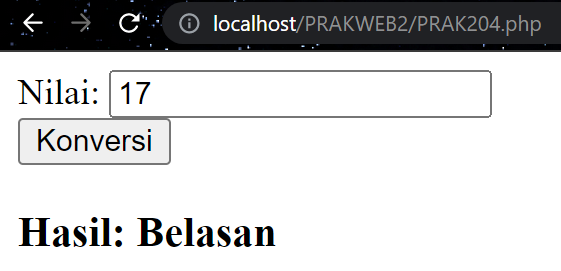 localhost/PRAKWEB2/PRAK204.php
Nilai: 17
Konversi
Hasil: Belasan